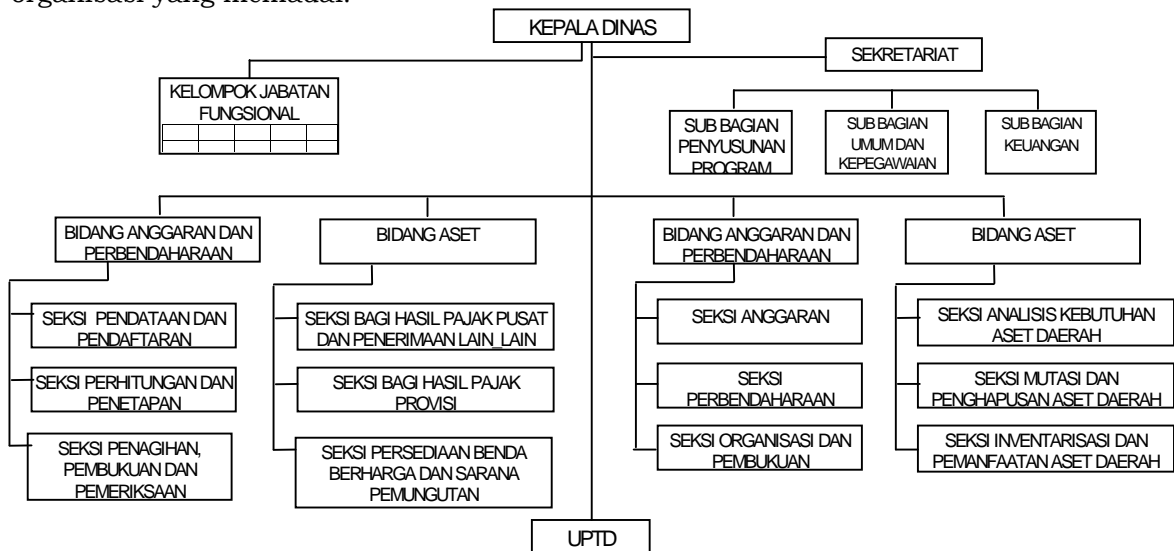 organisasi yang memadai.
KEPALA DINAS
SEKRETARIAT
KELOMPOK JABATAN
FUNGSIONAL
SUB BAGIAN
PENYUSUNAN
PROGRAM
SUB BAGIAN
UMUM DAN
KEPEGAWAIAN
SUB BAGIAN
KEUANGAN
BIDANG ANGGARAN DAN
PERBENDAHARAAN
BIDANG ASET
BIDANG ANGGARAN DAN
PERBENDAHARAAN
BIDANG ASET
SEKSI PENDATAAN DAN
PENDAFTARAN
SEKSI PERHITUNGAN DAN
PENETAPAN
SEKSI PENAGIHAN,
PEMBUKUAN DAN
PEMERIKSAAN
SEKSI BAGI HASIL PAJAK PUSAT
DAN PENERIMAAN LAIN_LAIN
SEKSI BAGI HASIL PAJAK
PROVISI
SEKSI PERSEDIAAN BENDA
BERHARGA DAN SARANA
PEMUNGUTAN
SEKSI ANGGARAN
SEKSI
PERBENDAHARAAN
SEKSI ORGANISASI DAN
PEMBUKUAN
SEKSI ANALISIS KEBUTUHAN
ASET DAERAH
SEKSI MUTASI DAN
PENGHAPUSAN ASET DAERAH
SEKSI INVENTARISASI DAN
PEMANFAATAN ASET DAERAH
UPTD